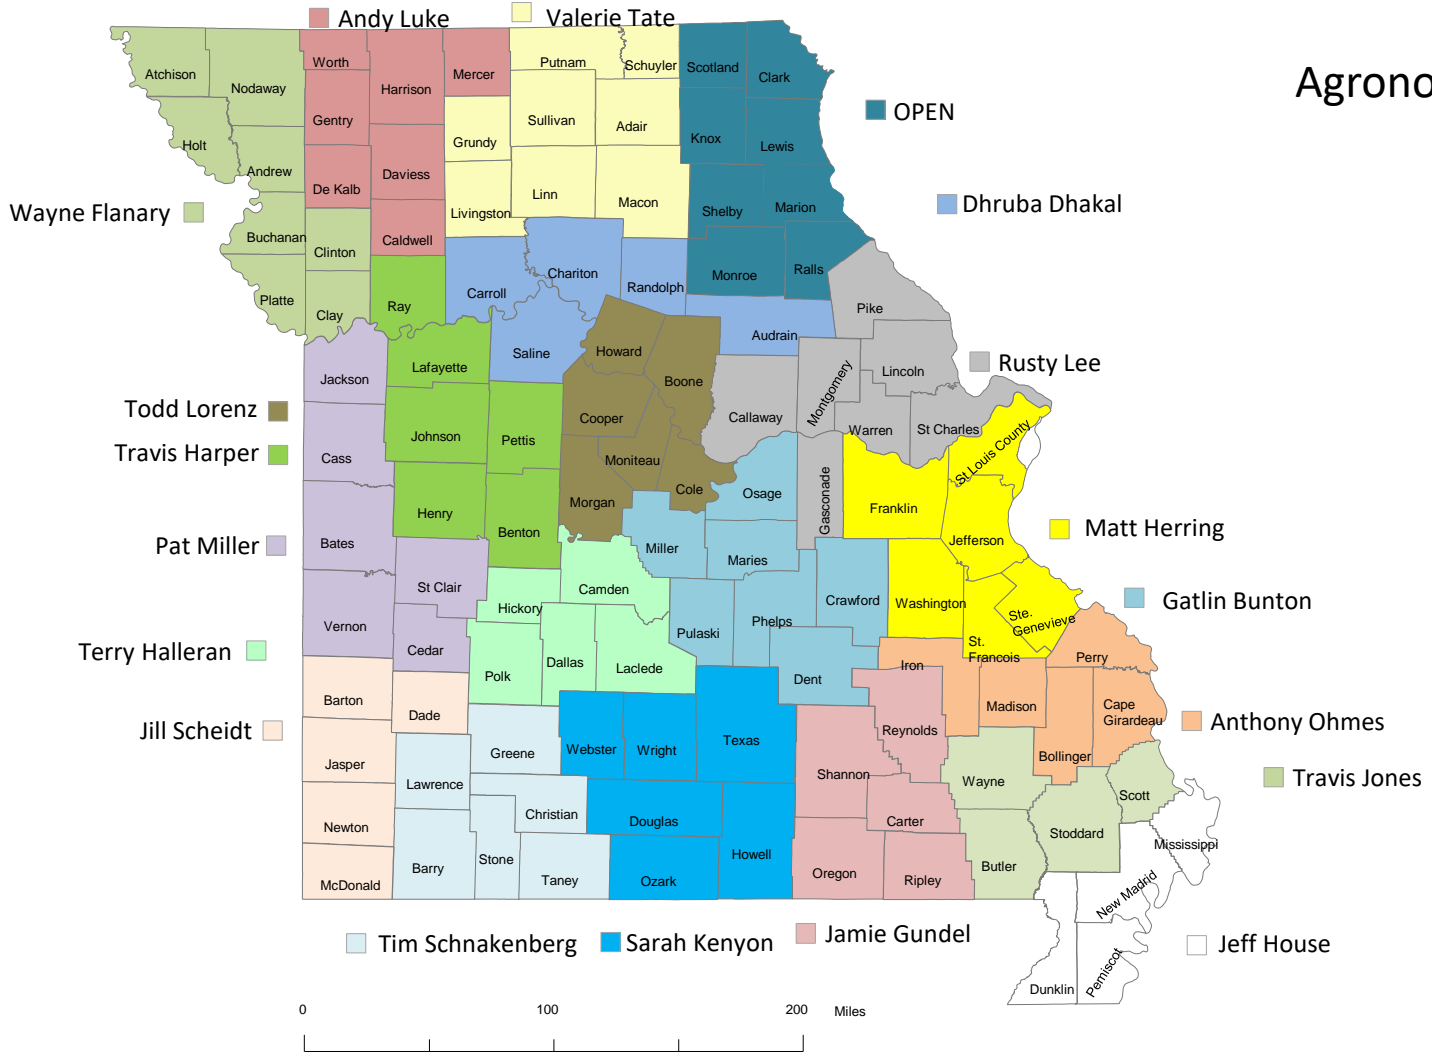 Andy Luke
Valerie Tate
Agrono
OPEN
Dhruba Dhakal
Wayne Flanary
Rusty Lee
Todd Lorenz
Travis Harper
Pat Miller
Matt Herring
Gatlin Bunton
Terry Halleran
Jill Scheidt
Anthony Ohmes
Travis Jones
Tim Schnakenberg
Sarah Kenyon
Jamie Gundel
Jeff House
Atchison
Nodaway
Worth
Harrison
Mercer
Putnam
Schuyler
Scotland
Clark
Holt
Andrew
Gentry
De Kalb
Daviess
Grundy
Sullivan
Adair
Knox
Lewis
Buchanan
Clinton
Caldwell
Livingston
Linn
Macon
Shelby
Marion
Platte
Clay
Ray
Carroll
Chariton
Randolph
Monroe
Ralls
Pike
Jackson
Lafayette
Saline
Howard
Boone
Audrain
Callaway
Montgomery
Lincoln
Warren
St Charles
St Louis County
Cass
Johnson
Pettis
Cooper
Moniteau
Cole
Osage
Gasconade
Franklin
Jefferson
Bates
Henry
Benton
Morgan
Miller
Maries
St Clair
Hickory
Camden
Pulaski
Phelps
Crawford
Washington
Ste.
Genevieve
St.
Francois
Perry
Vernon
Cedar
Polk
Dallas
Laclede
Dent
Iron
Madison
Cape
Girardeau
Bollinger
Barton
Dade
Greene
Webster
Wright
Texas
Reynolds
Shannon
Wayne
Scott
Jasper
Lawrence
Christian
Douglas
Howell
Carter
Stoddard
Mississippi
Newton
Barry
Stone
Taney
Ozark
Oregon
Ripley
Butler
New Madrid
McDonald
Dunklin
Pemiscot
0 100 200 Miles